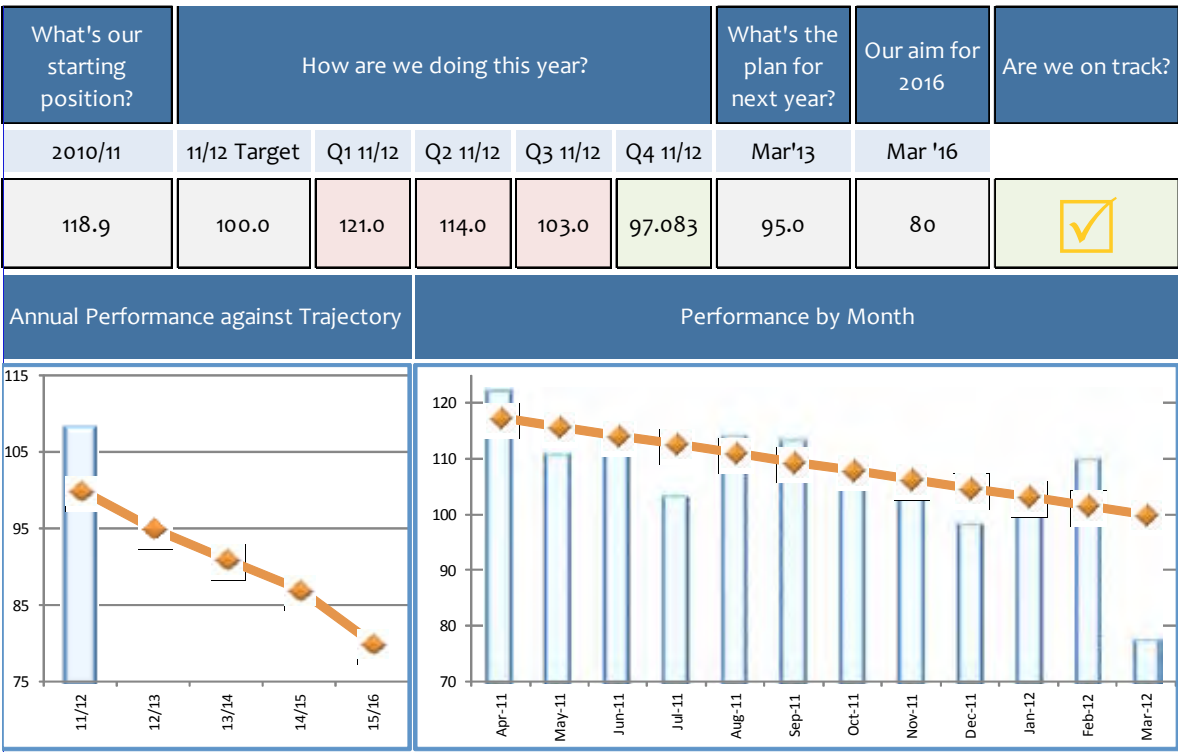 What's our
starting
position?
How are we doing this year?
What's the
plan for
next year?
Our aim for
2016
Are we on track?
2010/11
11/12 Target
Q1 11/12
Q2 11/12
Q3 11/12
Q4 11/12
Mar'13
Mar '16
118.9
100.0
121.0
114.0
103.0
97.083
95.0
80
Annual Performance against Trajectory
Performance by Month
115
105
95
85
75
11/12
12/13
13/14
14/15
15/16
120
110
100
90
80
70
Apr-11
May-11
Jun-11
Jul-11
Aug-11
Sep-11
Oct-11
Nov-11
Dec-11
Jan-12
Feb-12
Mar-12